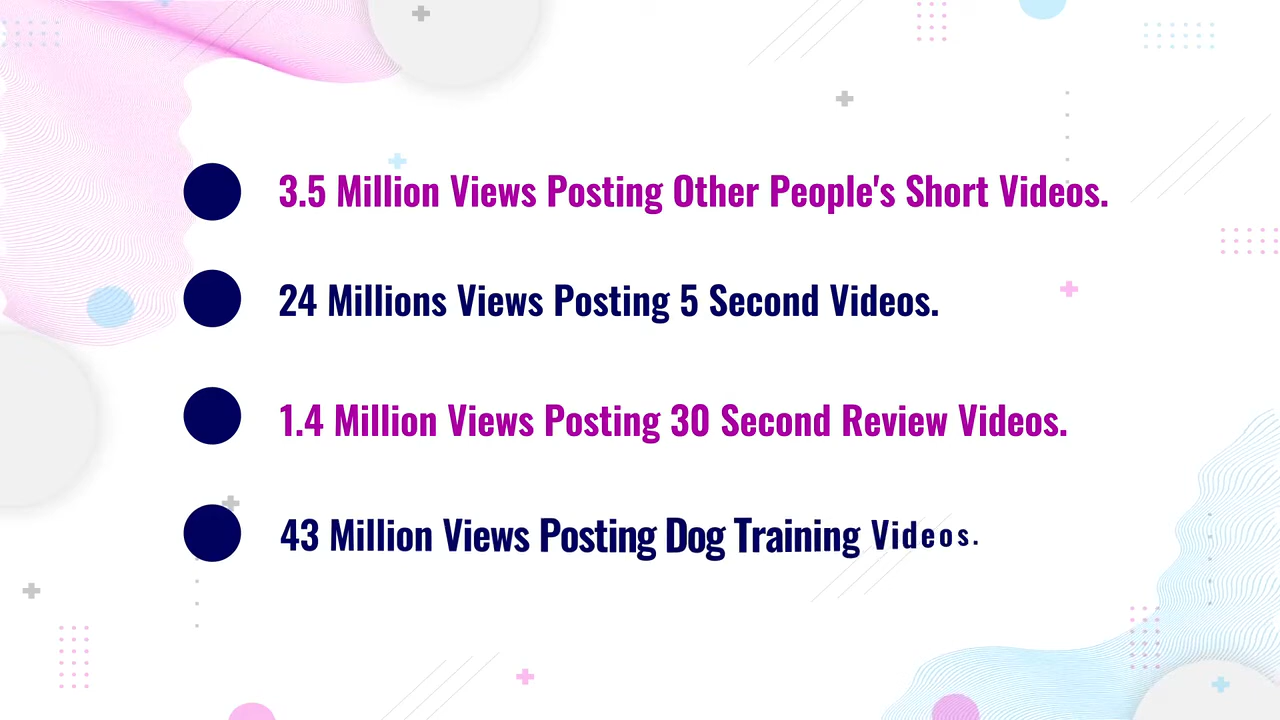 3.5 Million Views Posting Other People's Short Videos.
24 Millions Views Posting 5 Second Videos.
1.4 Million Views Posting 30 Second Review Videos.
43 Million Views Posting Dog Training Videos.